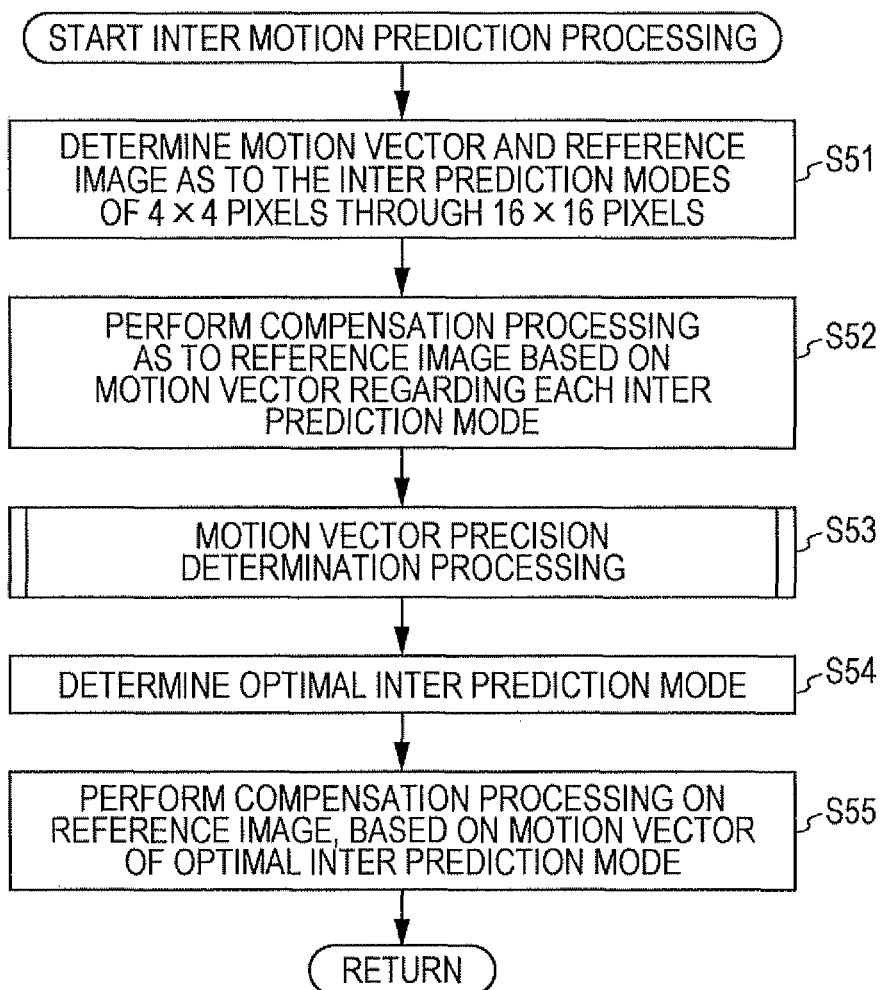 START INTER MOTION PREDICTION PROCESSING
DETERMINE MOTION VECTOR AND REFERENCE
IMAGE AS TO THE INTER PREDICTION MODES
OF 4 × 4 PIXELS THROUGH 16 × 16 PIXELS
S51
PERFORM COMPENSATION PROCESSING
AS TO REFERENCE IMAGE BASED ON
MOTION VECTOR REGARDING EACH INTER
PREDICTION MODE
S52
MOTION VECTOR PRECISION
DETERMINATION PROCESSING
S53
DETERMINE OPTIMAL INTER PREDICTION MODE
S54
PERFORM COMPENSATION PROCESSING ON
REFERENCE IMAGE, BASED ON MOTION VECTOR
OF OPTIMAL INTER PREDICTION MODE
S55
RETURN